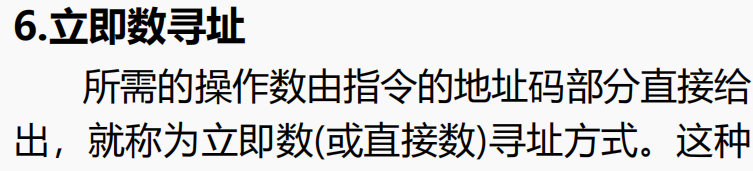 6.立即数寻址
所需的操作数由指令的地址码部分直接给
出，就称为立即数(或直接数)寻址方式。这种